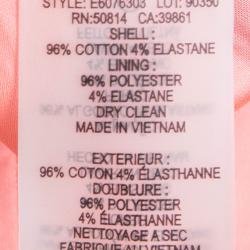 STYLE: E6076303 LOT: 90350
RN:50814 CA:39861
SHELL :
96% COTTON 4% ELASTANE
LINING :
96% POLYESTER
4% ELASTANE
DRY CLEAN
MADE IN VIETNAM
EXTERIEUR :
96% COTON 4% ÉLASTHANNE
DOUBLURE :
96% POLYESTER
4% ÉLASTHANNE
NETTOYAGE A SEC
FABRIQUE AU VIETNAM